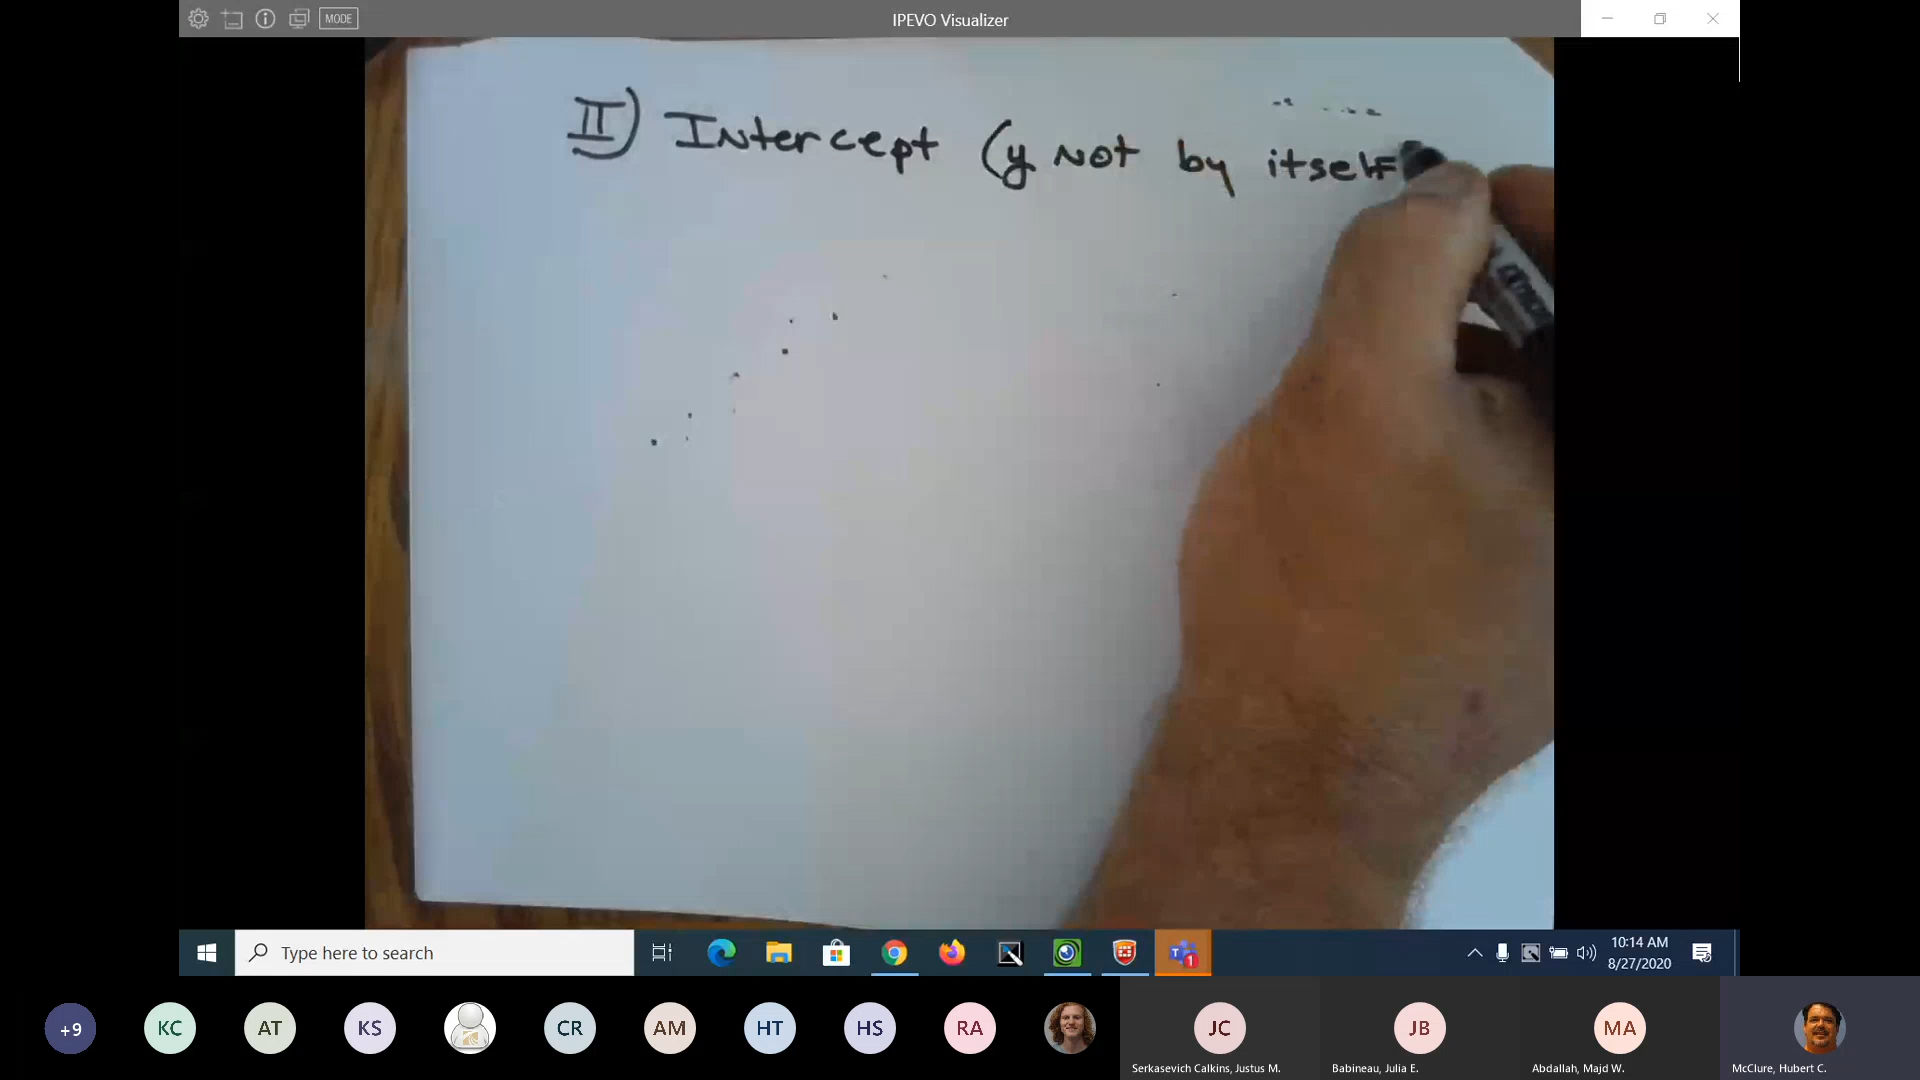 MODE
IPEVO Visualizer
II) Intercept (y not by itself
Type here to search
T 1
10:14 AM
8/27/2020
+9
KC
AT
KS
CR
AM
HT
HS
RA
JC
JB
MA
Serkasevich Calkins, Justus M.
Babineau, Julia E.
Abdallah, Majd W.
McClure, Hubert C.